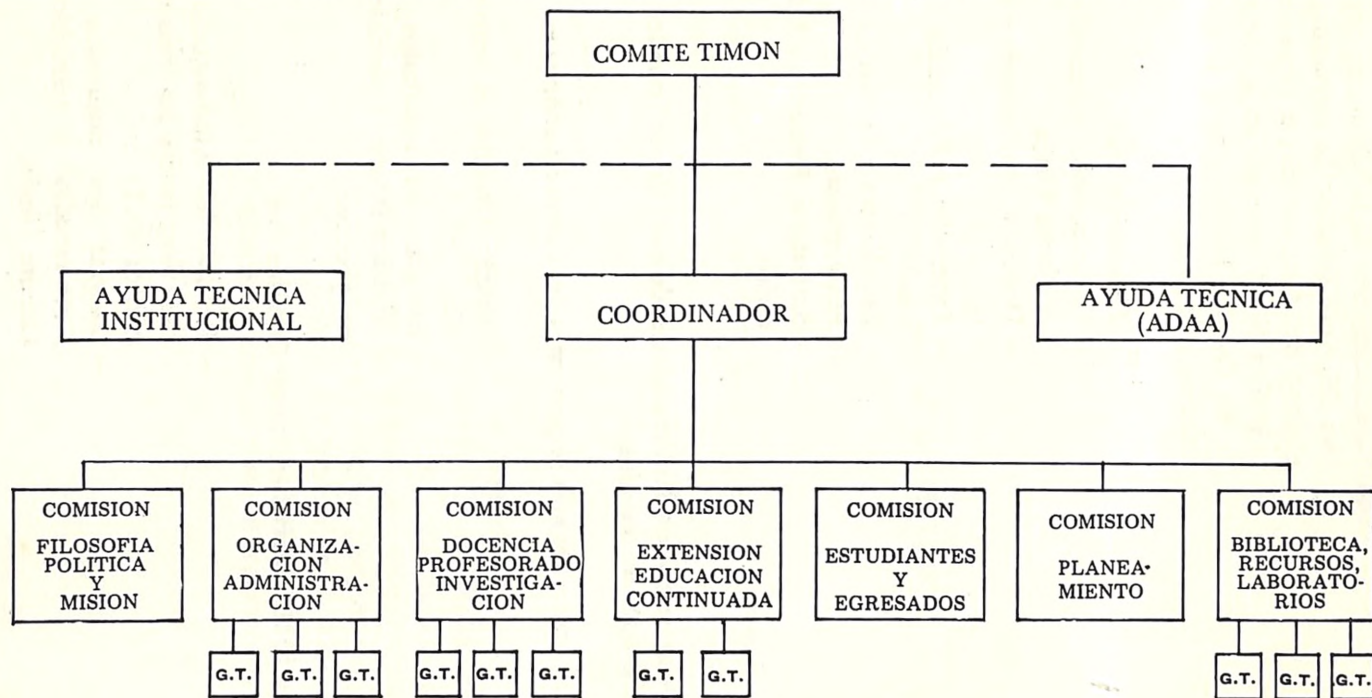 COMITE TIMON
AYUDA TECNICA
INSTITUCIONAL
COORDINADOR
AYUDA TECNICA
(ADAA)
COMISION
FILOSOFIA
POLITICA
Y
MISION
COMISION
ORGANIZA-
CION
ADMINISTRA-
CION
COMISION
DOCENCIA
PROFESORADO
INVESTIGA-
CION
COMISION
EXTENSION
EDUCACIÓN
CONTINUADA
COMISION
ESTUDIANTES
Y
EGRESADOS
COMISION
PLANEA-
MIENTO
COMISION
BIBLIOTECA,
RECURSOS,
LABORATO-
RIOS
G.T.
G.T.
G.T.
G.T.
G.T.
G.T.
G.T.
G.T.
G.T.
G.T.
G.T.